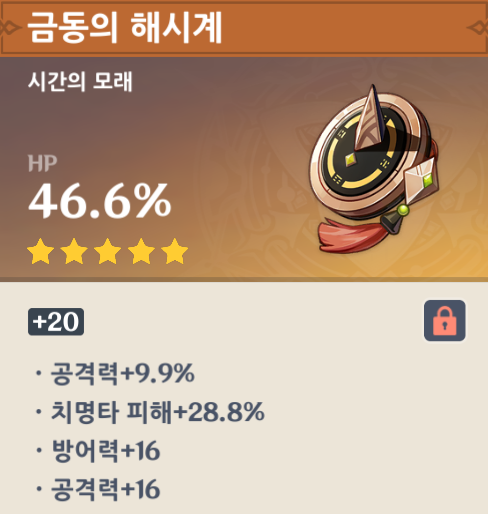 금동의 해시계
시간의 모래
HP
46.6%
+20
· 공격력+9.9%
· 치명타 피해+28.8%
· 방어력+16
· 공격력+16